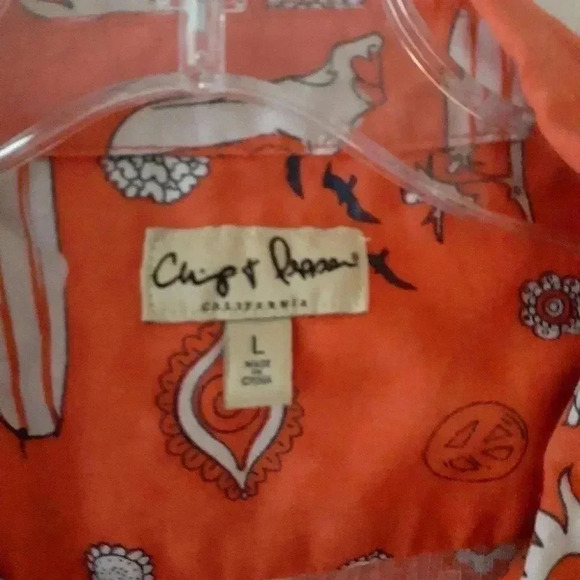 Chip & Pepper®
CALIFORNIA
L
MADE
IN
CHINA